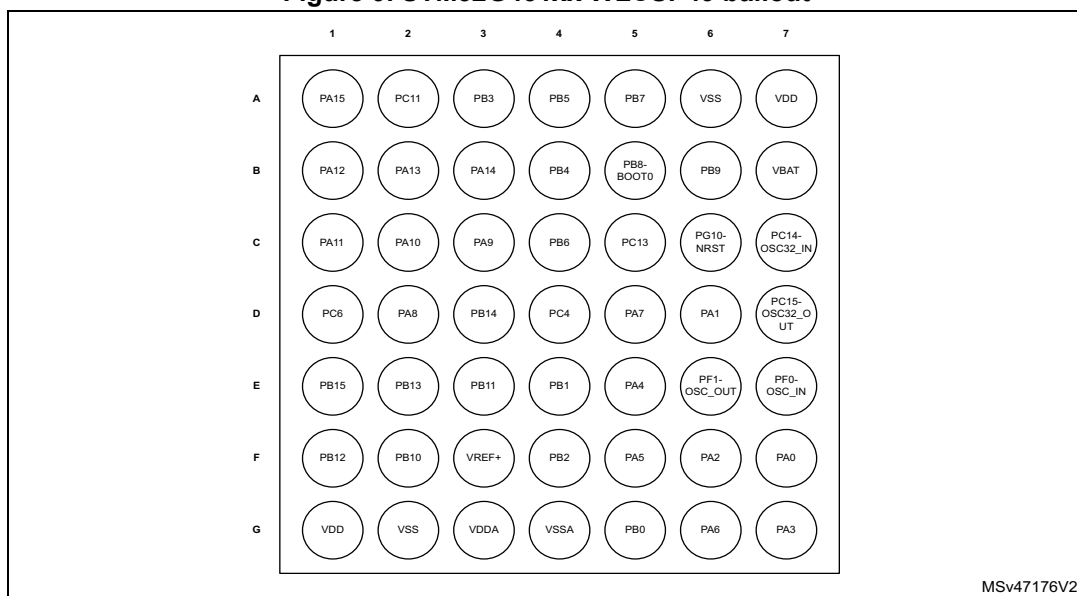 1 2 3 4 5 6 7
A PA15 PC11 PB3 PB5 PB7 VSS VDD
B PA12 PA13 PA14 PB4 PB8-
BOOT0 PB9 VBAT
C PA11 PA10 PA9 PB6 PC13 PG10-
NRST PC14-
OSC32_IN
D PC6 PA8 PB14 PC4 PA7 PA1 PC15-
OSC32_O
UT
E PB15 PB13 PB11 PB1 PA4 PF1-
OSC_OUT PF0-
OSC_IN
F PB12 PB10 VREF+ PB2 PA5 PA2 PA0
G VDD VSS VDDA VSSA PB0 PA6 PA3
MSv47176V2